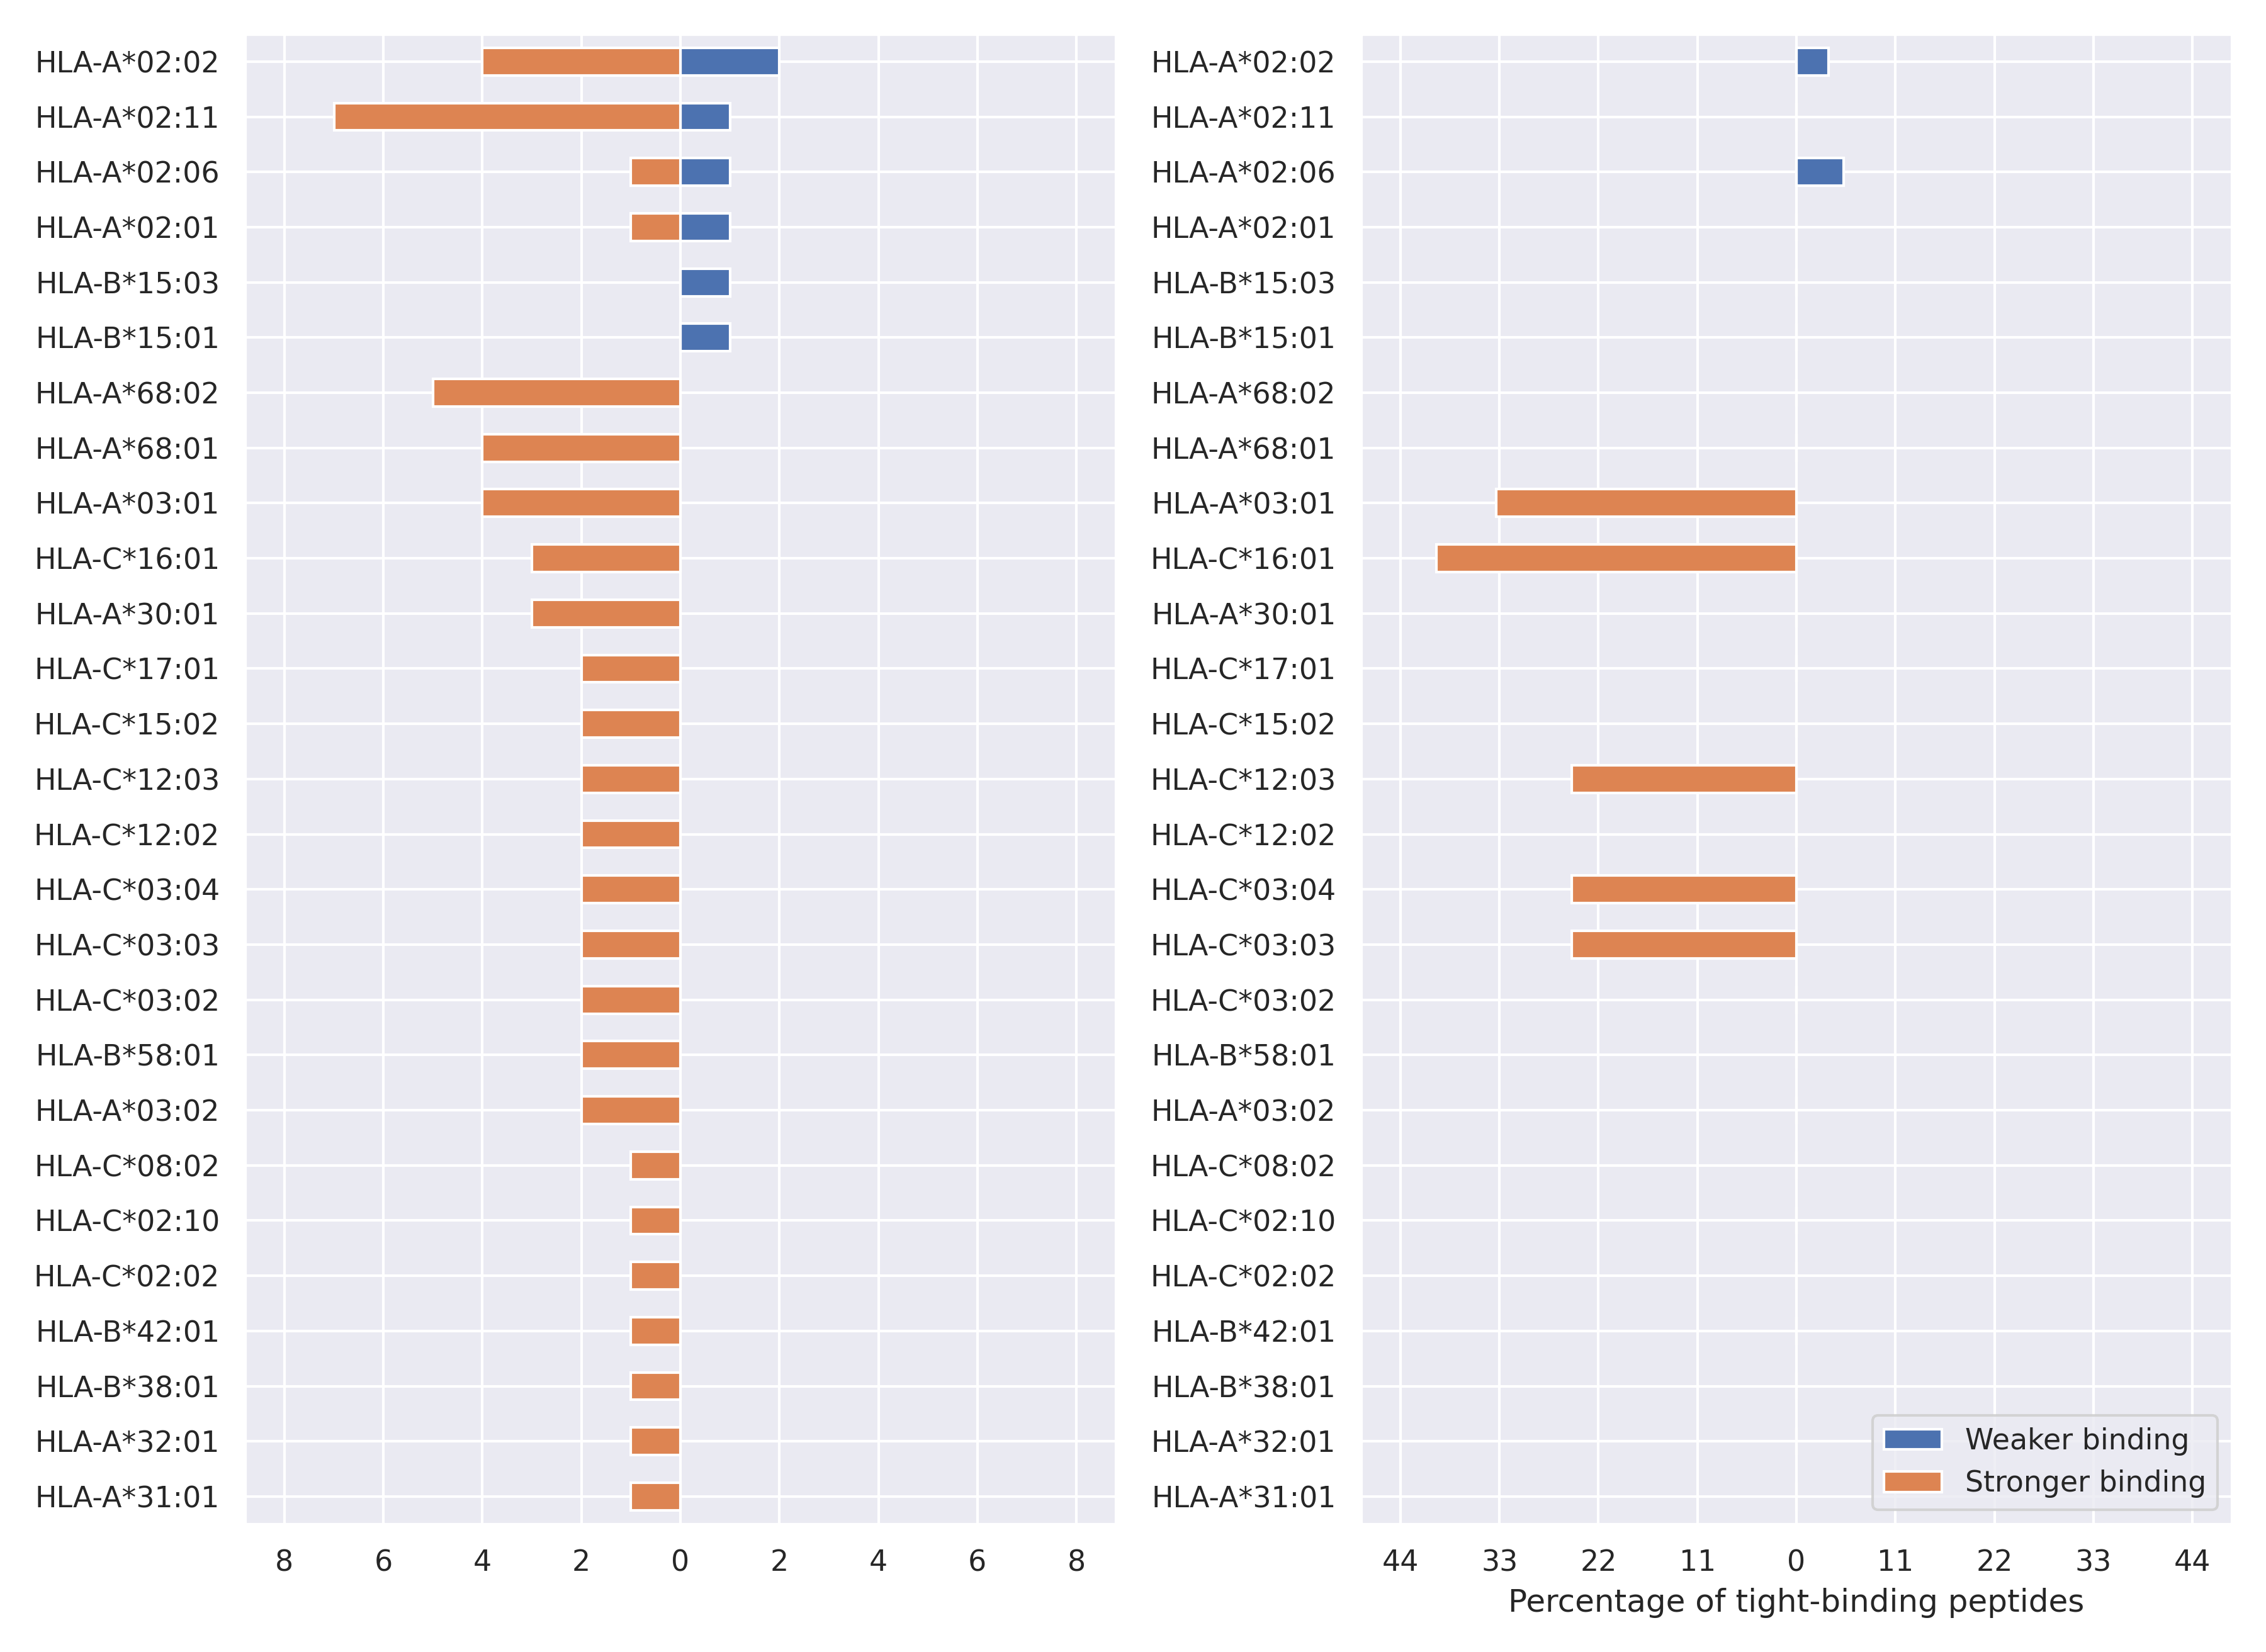 HLA-A*02:02
HLA-A*02:11
HLA-A*02:06
HLA-A*02:01
HLA-B*15:03
HLA-B*15:01
HLA-A*68:02
HLA-A*68:01
HLA-A*03:01
HLA-C*16:01
HLA-A*30:01
HLA-C*17:01
HLA-C*15:02
HLA-C*12:03
HLA-C*12:02
HLA-C*03:04
HLA-C*03:03
HLA-C*03:02
HLA-B*58:01
HLA-A*03:02
HLA-C*08:02
HLA-C*02:10
HLA-C*02:02
HLA-B*42:01
HLA-B*38:01
HLA-A*32:01
HLA-A*31:01
8 6 4 2 0 2 4 6 8
HLA-A*02:02
HLA-A*02:11
HLA-A*02:06
HLA-A*02:01
HLA-B*15:03
HLA-B*15:01
HLA-A*68:02
HLA-A*68:01
HLA-A*03:01
HLA-C*16:01
HLA-A*30:01
HLA-C*17:01
HLA-C*15:02
HLA-C*12:03
HLA-C*12:02
HLA-C*03:04
HLA-C*03:03
HLA-C*03:02
HLA-B*58:01
HLA-A*03:02
HLA-C*08:02
HLA-C*02:10
HLA-C*02:02
HLA-B*42:01
HLA-B*38:01
HLA-A*32:01
HLA-A*31:01
Weaker binding
Stronger binding
44 33 22 11 0 11 22 33 44
Percentage of tight-binding peptides